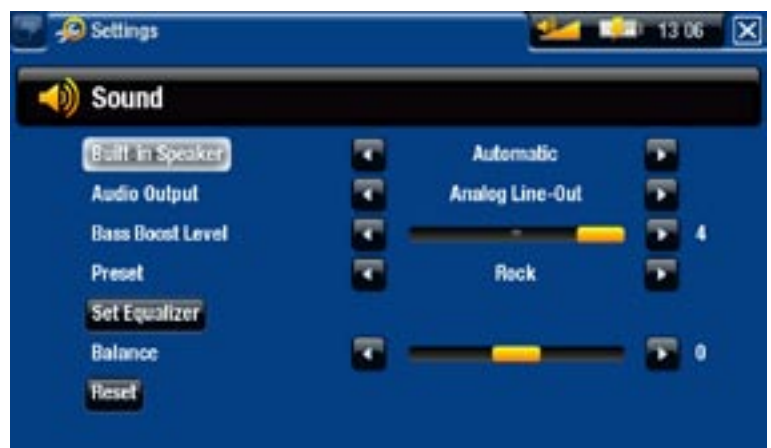 Settings 13 06
Sound
Built-in Speaker Automatic
Audio Output Analog Line-Out
Bass Boost Level 4
Preset Rock
Set Equalizer
Balance 0
Reset